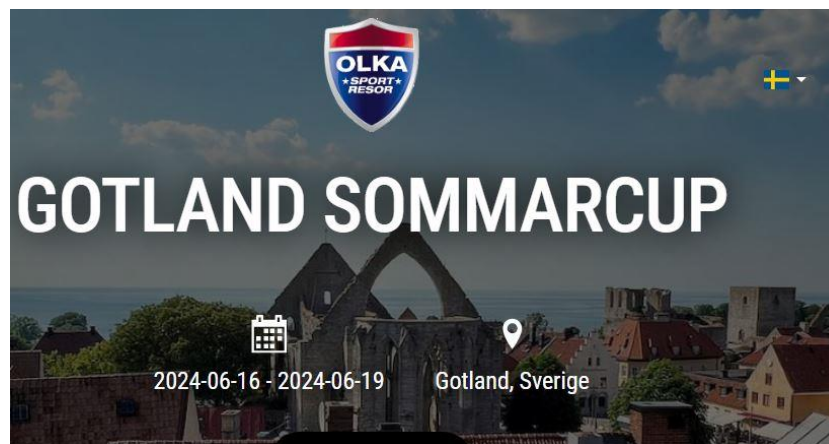 OLKA
SPORT
RESOR
GOTLAND SOMMARCUP
2024-06-16 - 2024-06-19
Gotland, Sverige